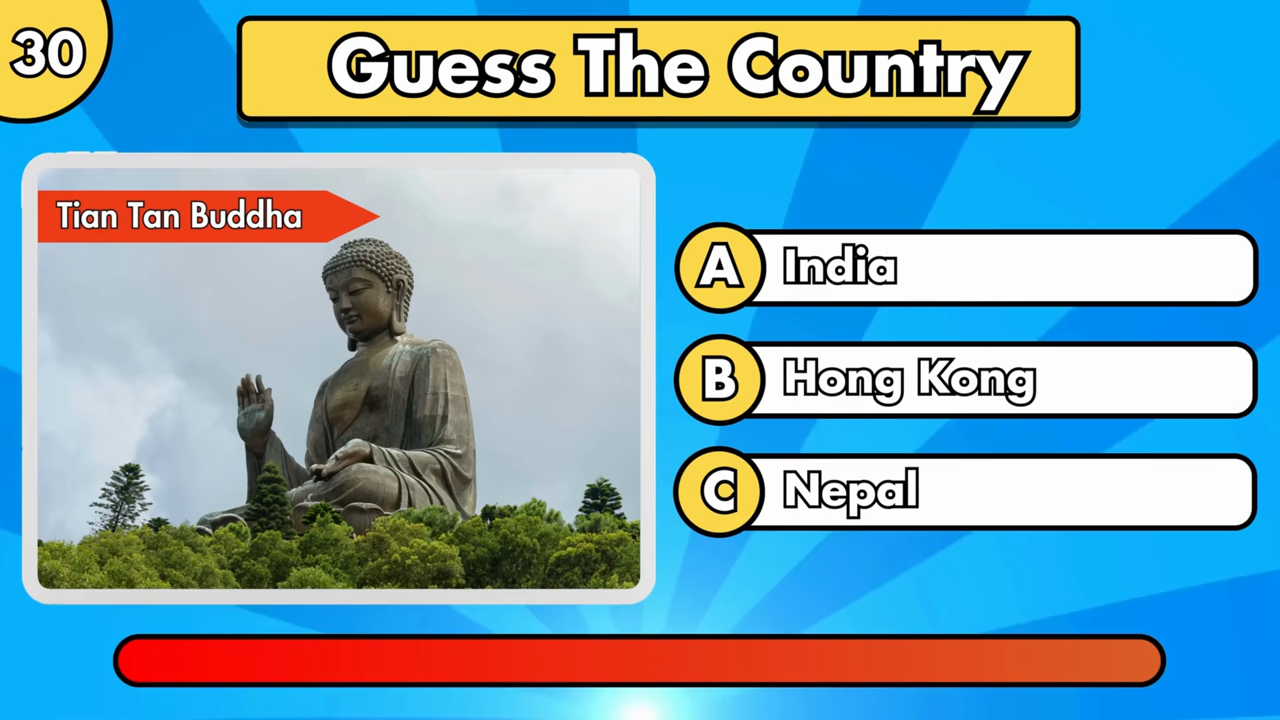 30
Guess The Country
Tian Tan Buddha
A India
B Hong Kong
C Nepal